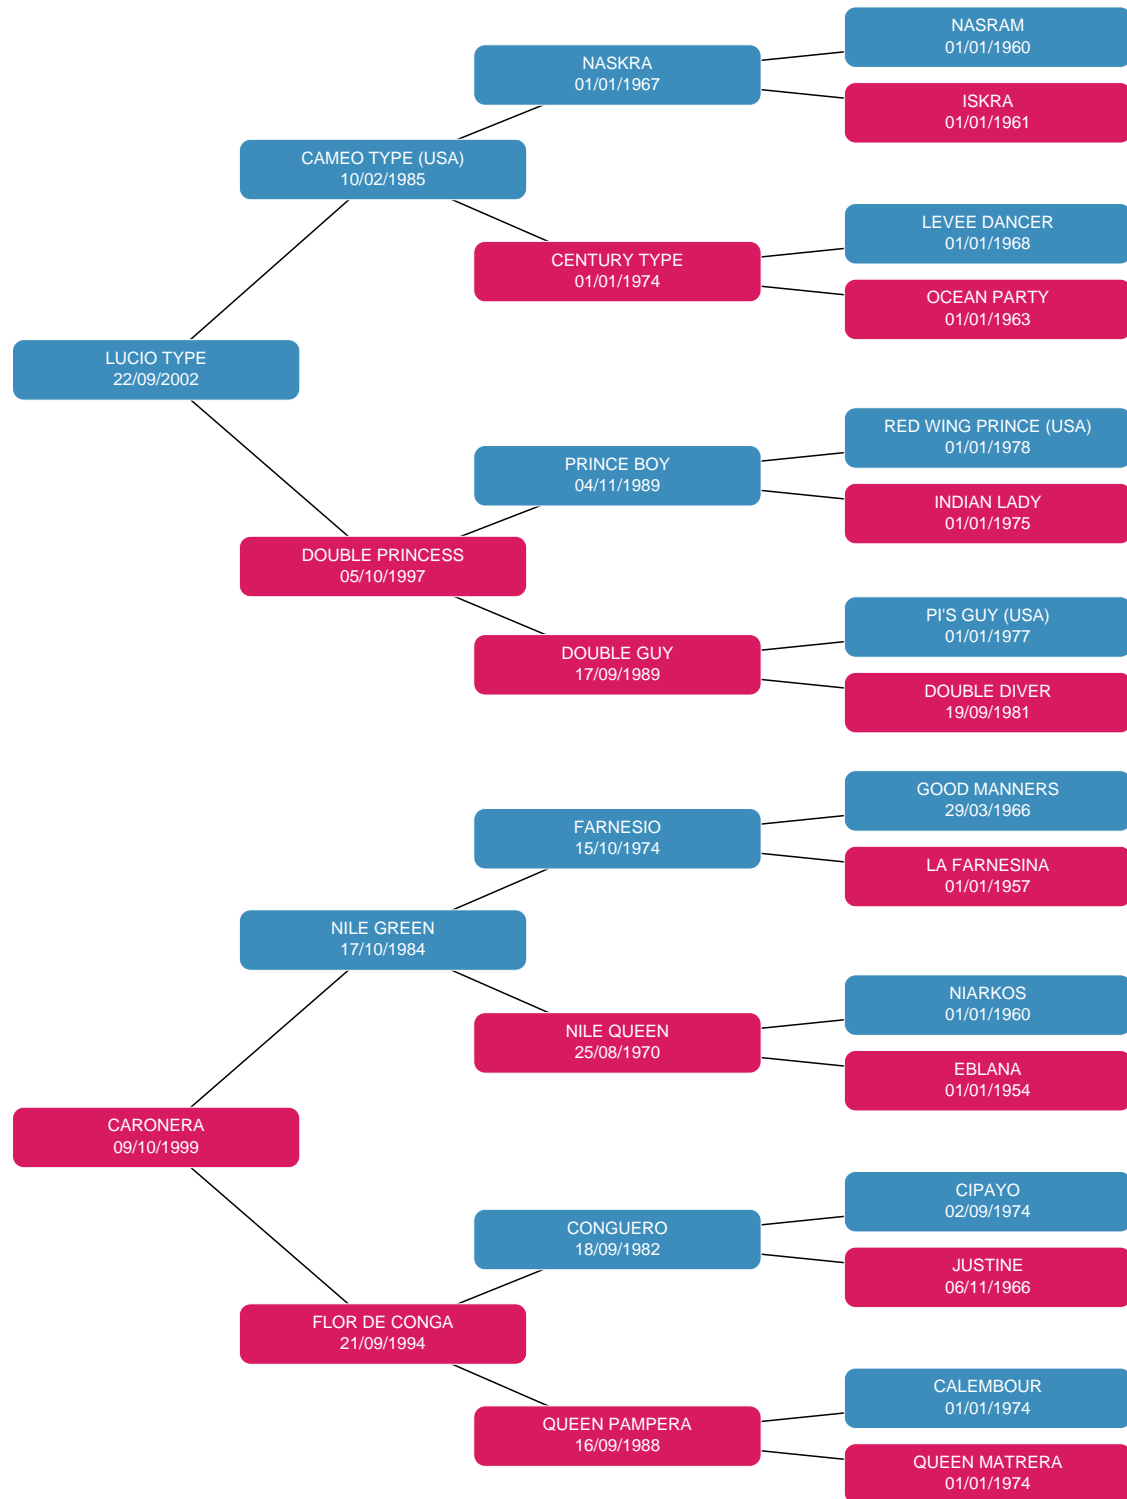 NASRAM
01/01/1960
NASKRA
01/01/1967
ISKRA
01/01/1961
CAMEO TYPE (USA)
10/02/1985
LEVEE DANCER
01/01/1968
CENTURY TYPE
01/01/1974
OCEAN PARTY
01/01/1963
LUCIO TYPE
22/09/2002
RED WING PRINCE (USA)
01/01/1978
PRINCE BOY
04/11/1989
INDIAN LADY
01/01/1975
DOUBLE PRINCESS
05/10/1997
PI'S GUY (USA)
01/01/1977
DOUBLE GUY
17/09/1989
DOUBLE DIVER
19/09/1981
GOOD MANNERS
29/03/1966
FARNESIO
15/10/1974
LA FARNESINA
01/01/1957
NILE GREEN
17/10/1984
NIARKOS
01/01/1960
NILE QUEEN
25/08/1970
EBLANA
01/01/1954
CARONERA
09/10/1999
CIPAYO
02/09/1974
CONGUERO
18/09/1982
JUSTINE
06/11/1966
FLOR DE CONGA
21/09/1994
CALEMBOUR
01/01/1974
QUEEN PAMPERA
16/09/1988
QUEEN MATRERA
01/01/1974